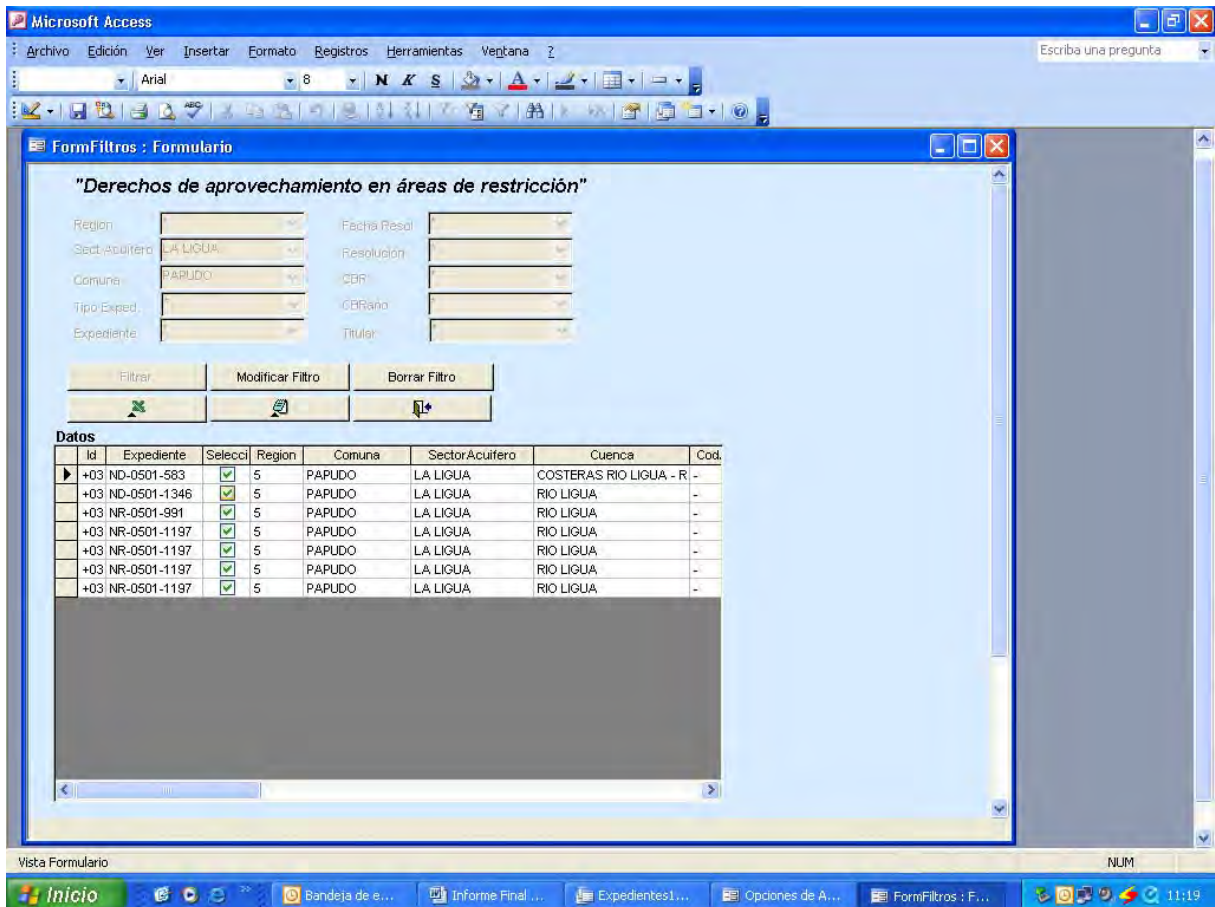 Microsoft Access
Archivo Edición Ver Insertar Formato Registros Herramientas Ventana ? Escriba una pregunta
Arial 8 N K S A
FormFiltros : Formulario
"Derechos de aprovechamiento en áreas de restricción"
Region * Fecha Resol *
Sect.Acuifero LA LIGUA Resolución *
Comuna PAPUDO CBR *
Tipo Exped. * CBRaño *
Expediente * Titular *
Filtrar Modificar Filtro Borrar Filtro
Datos
Id Expediente Selecci Region Comuna SectorAcuifero Cuenca Cod.
+03 ND-0501-583 5 PAPUDO LA LIGUA COSTERAS RIO LIGUA - R -
+03 ND-0501-1346 5 PAPUDO LA LIGUA RIO LIGUA -
+03 NR-0501-991 5 PAPUDO LA LIGUA RIO LIGUA -
+03 NR-0501-1197 5 PAPUDO LA LIGUA RIO LIGUA -
+03 NR-0501-1197 5 PAPUDO LA LIGUA RIO LIGUA -
+03 NR-0501-1197 5 PAPUDO LA LIGUA RIO LIGUA -
+03 NR-0501-1197 5 PAPUDO LA LIGUA RIO LIGUA -
Vista Formulario NUM
Inicio Bandeja de e... Informe Final ... Expedientes1... Opciones de A... FormFiltros : F... 11:19